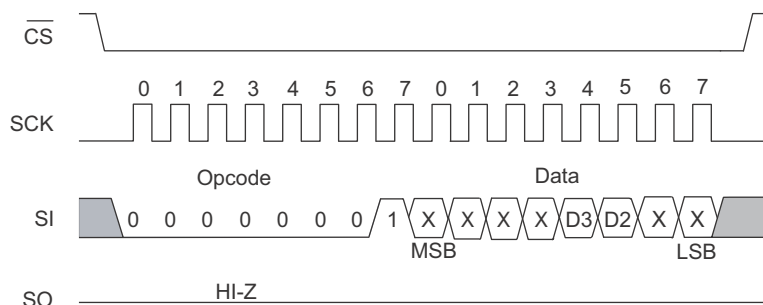 CS
0 1 2 3 4 5 6 7 0 1 2 3 4 5 6 7
SCK
Opcode Data
SI 0 0 0 0 0 0 0 1 X X X X D3 D2 X X
MSB LSB
HI-Z
SO